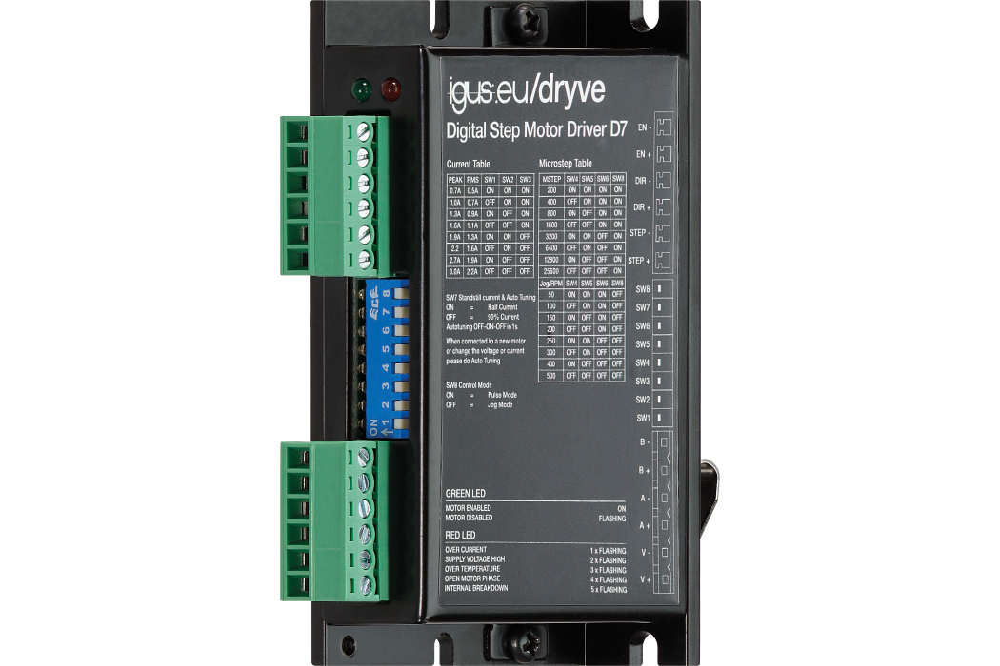 igus.eu/dryve
Digital Step Motor Driver D7
Current Table
PEAK RMS SW1 SW2 SW3
0.7A 0.5A ON ON ON
1.0A 0.7A OFF ON ON
1.3A 0.9A ON OFF ON
1.6A 1.1A OFF OFF ON
1.9A 1.3A ON ON OFF
2.2 1.6A OFF ON OFF
2.7A 1.9A ON OFF OFF
3.0A 2.2A OFF OFF OFF
Microstep Table
MSTEP SW4 SW5 SW6 SW8
200 ON ON ON ON
400 OFF ON ON ON
800 ON OFF ON ON
1600 OFF OFF ON ON
3200 ON ON OFF ON
6400 OFF ON OFF ON
12800 ON OFF OFF ON
25600 OFF OFF OFF ON
Jog/RPM SW4 SW5 SW6 SW8
50 ON ON ON OFF
100 OFF ON ON OFF
150 ON OFF ON OFF
200 OFF OFF ON OFF
250 ON ON OFF OFF
300 OFF ON OFF OFF
400 ON OFF OFF OFF
500 OFF OFF OFF OFF
SW7 Standstill current & Auto Tuning
ON = Half Current
OFF = 90% Current
Autotuning OFF-ON-OFF in 1s
When connected to a new motor
or change the voltage or current
please do Auto Tuning
SW8 Control Mode
ON = Pulse Mode
OFF = Jog Mode
GREEN LED
MOTOR ENABLED ON
MOTOR DISABLED FLASHING
RED LED
OVER CURRENT 1 x FLASHING
SUPPLY VOLTAGE HIGH 2 x FLASHING
OVER TEMPERATURE 3 x FLASHING
OPEN MOTOR PHASE 4 x FLASHING
INTERNAL BREAKDOWN 5 x FLASHING
EN -
EN +
DIR -
DIR +
STEP -
STEP +
SW8
SW7
SW6
SW5
SW4
SW3
SW2
SW1
B -
B +
A -
A +
V -
V +
ON 1 2 3 4 5 6 7 8
ECE